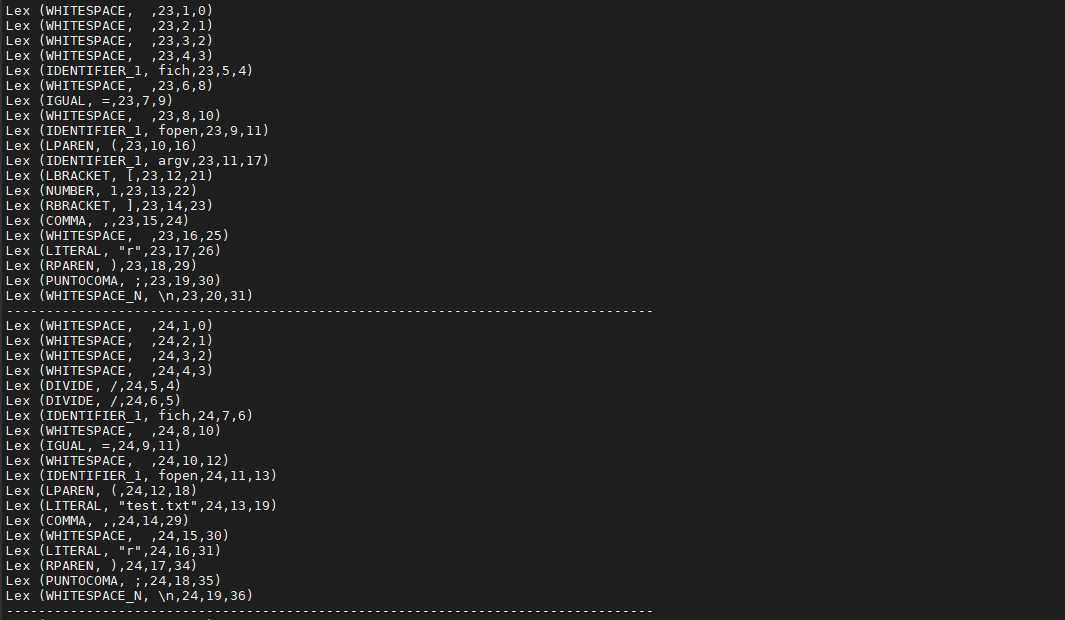 Lex (WHITESPACE,  ,23,1,0)
Lex (WHITESPACE,  ,23,2,1)
Lex (WHITESPACE,  ,23,3,2)
Lex (WHITESPACE,  ,23,4,3)
Lex (IDENTIFIER_1, fich,23,5,4)
Lex (WHITESPACE,  ,23,6,8)
Lex (IGUAL, =,23,7,9)
Lex (WHITESPACE,  ,23,8,10)
Lex (IDENTIFIER_1, fopen,23,9,11)
Lex (LPAREN, (,23,10,16)
Lex (IDENTIFIER_1, argv,23,11,17)
Lex (LBRACKET, [,23,12,21)
Lex (NUMBER, 1,23,13,22)
Lex (RBRACKET, ],23,14,23)
Lex (COMMA, ,,23,15,24)
Lex (WHITESPACE,  ,23,16,25)
Lex (LITERAL, "r",23,17,26)
Lex (RPAREN, ),23,18,29)
Lex (PUNTOCOMA, ;,23,19,30)
Lex (WHITESPACE_N, \n,23,20,31)
---------------------------------------------------------------------------------
Lex (WHITESPACE,  ,24,1,0)
Lex (WHITESPACE,  ,24,2,1)
Lex (WHITESPACE,  ,24,3,2)
Lex (WHITESPACE,  ,24,4,3)
Lex (DIVIDE, /,24,5,4)
Lex (DIVIDE, /,24,6,5)
Lex (IDENTIFIER_1, fich,24,7,6)
Lex (WHITESPACE,  ,24,8,10)
Lex (IGUAL, =,24,9,11)
Lex (WHITESPACE,  ,24,10,12)
Lex (IDENTIFIER_1, fopen,24,11,13)
Lex (LPAREN, (,24,12,18)
Lex (LITERAL, "test.txt",24,13,19)
Lex (COMMA, ,,24,14,29)
Lex (WHITESPACE,  ,24,15,30)
Lex (LITERAL, "r",24,16,31)
Lex (RPAREN, ),24,17,34)
Lex (PUNTOCOMA, ;,24,18,35)
Lex (WHITESPACE_N, \n,24,19,36)
---------------------------------------------------------------------------------